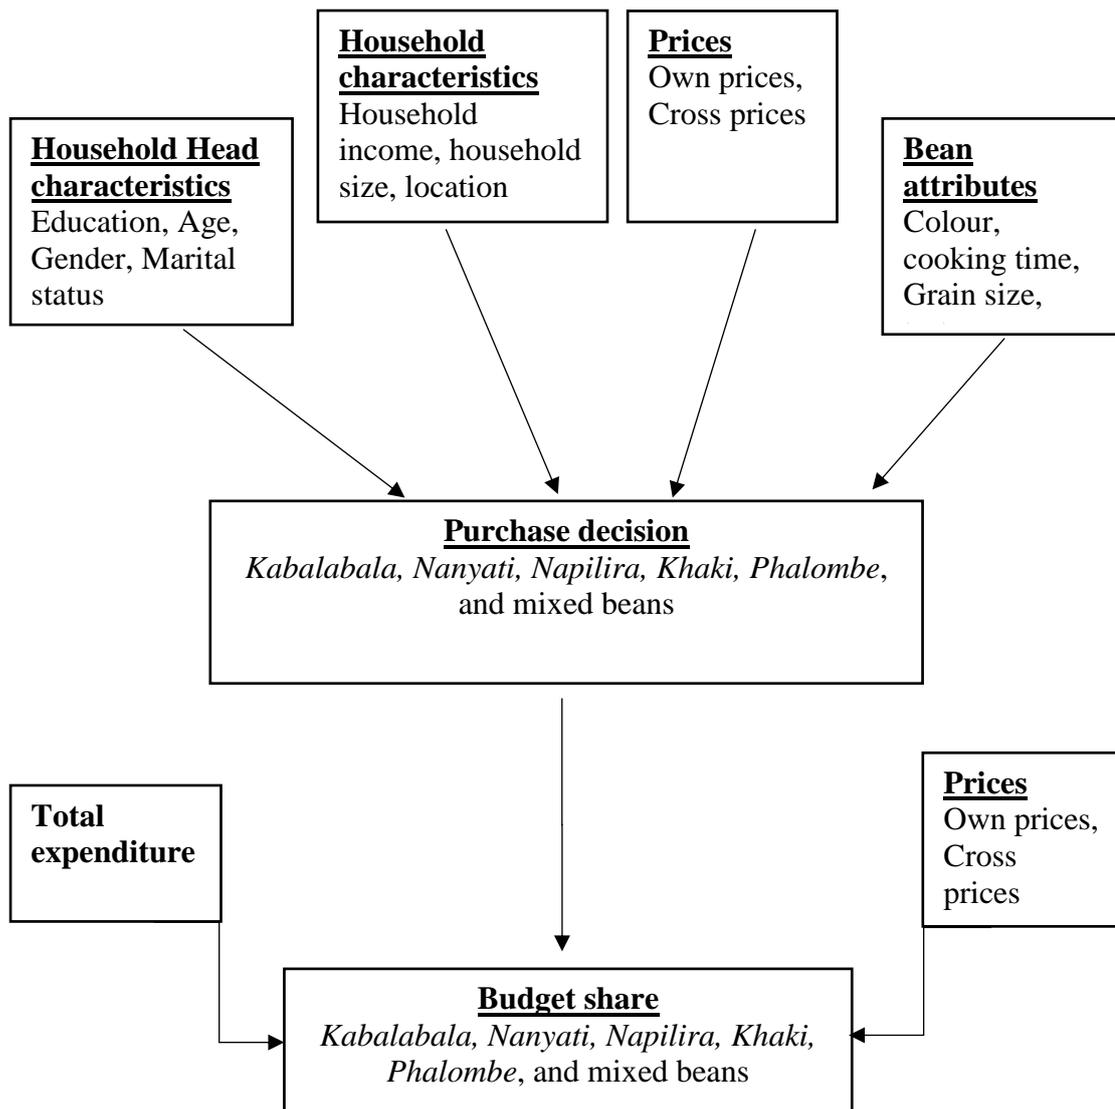 Household Head
characteristics
Education, Age,
Gender, Marital
status
Household
characteristics
Household
income, household
size, location
Prices
Own prices,
Cross prices
Bean
attributes
Colour,
cooking time,
Grain size,
Purchase decision
Kabalabala, Nanyati, Napilira, Khaki, Phalombe,
and mixed beans
Total
expenditure
Prices
Own prices,
Cross
prices
Budget share
Kabalabala, Nanyati, Napilira, Khaki,
Phalombe, and mixed beans